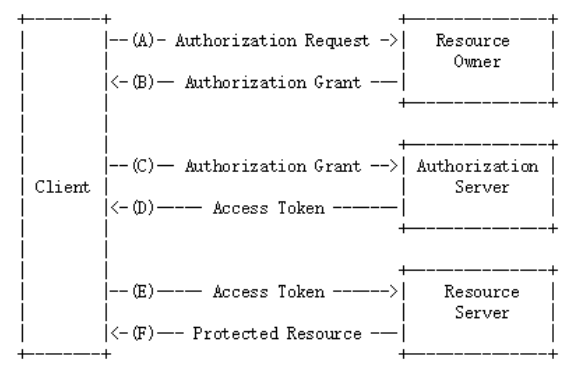 (A) Authorization Request Resource
Owner
(B) Authorization Grant
(C) Authorization Grant Authorization
Client Server
(D) Access Token
(E) Access Token Resource
Server
(F) Protected Resource